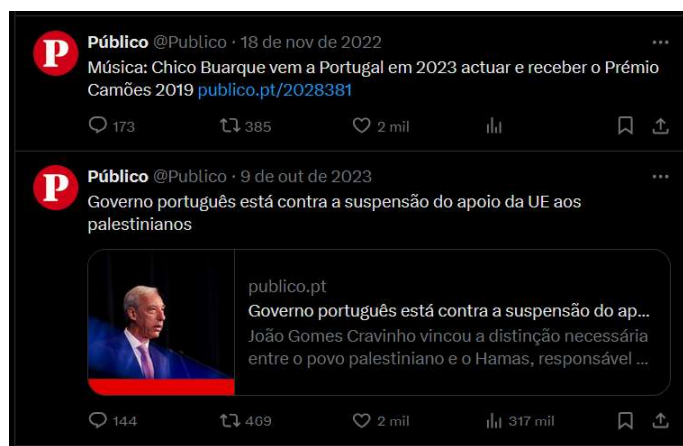 Público @Publico · 18 de nov de 2022
Música: Chico Buarque vem a Portugal em 2023 actuar e receber o Prémio
Camões 2019 publico.pt/2028381
173 385 2 mil
Público @Publico · 9 de out de 2023
Governo português está contra a suspensão do apoio da UE aos
palestinianos
publico.pt
Governo português está contra a suspensão do ap...
João Gomes Cravinho vincou a distinção necessária
entre o povo palestiniano e o Hamas, responsável ...
144 469 2 mil 317 mil